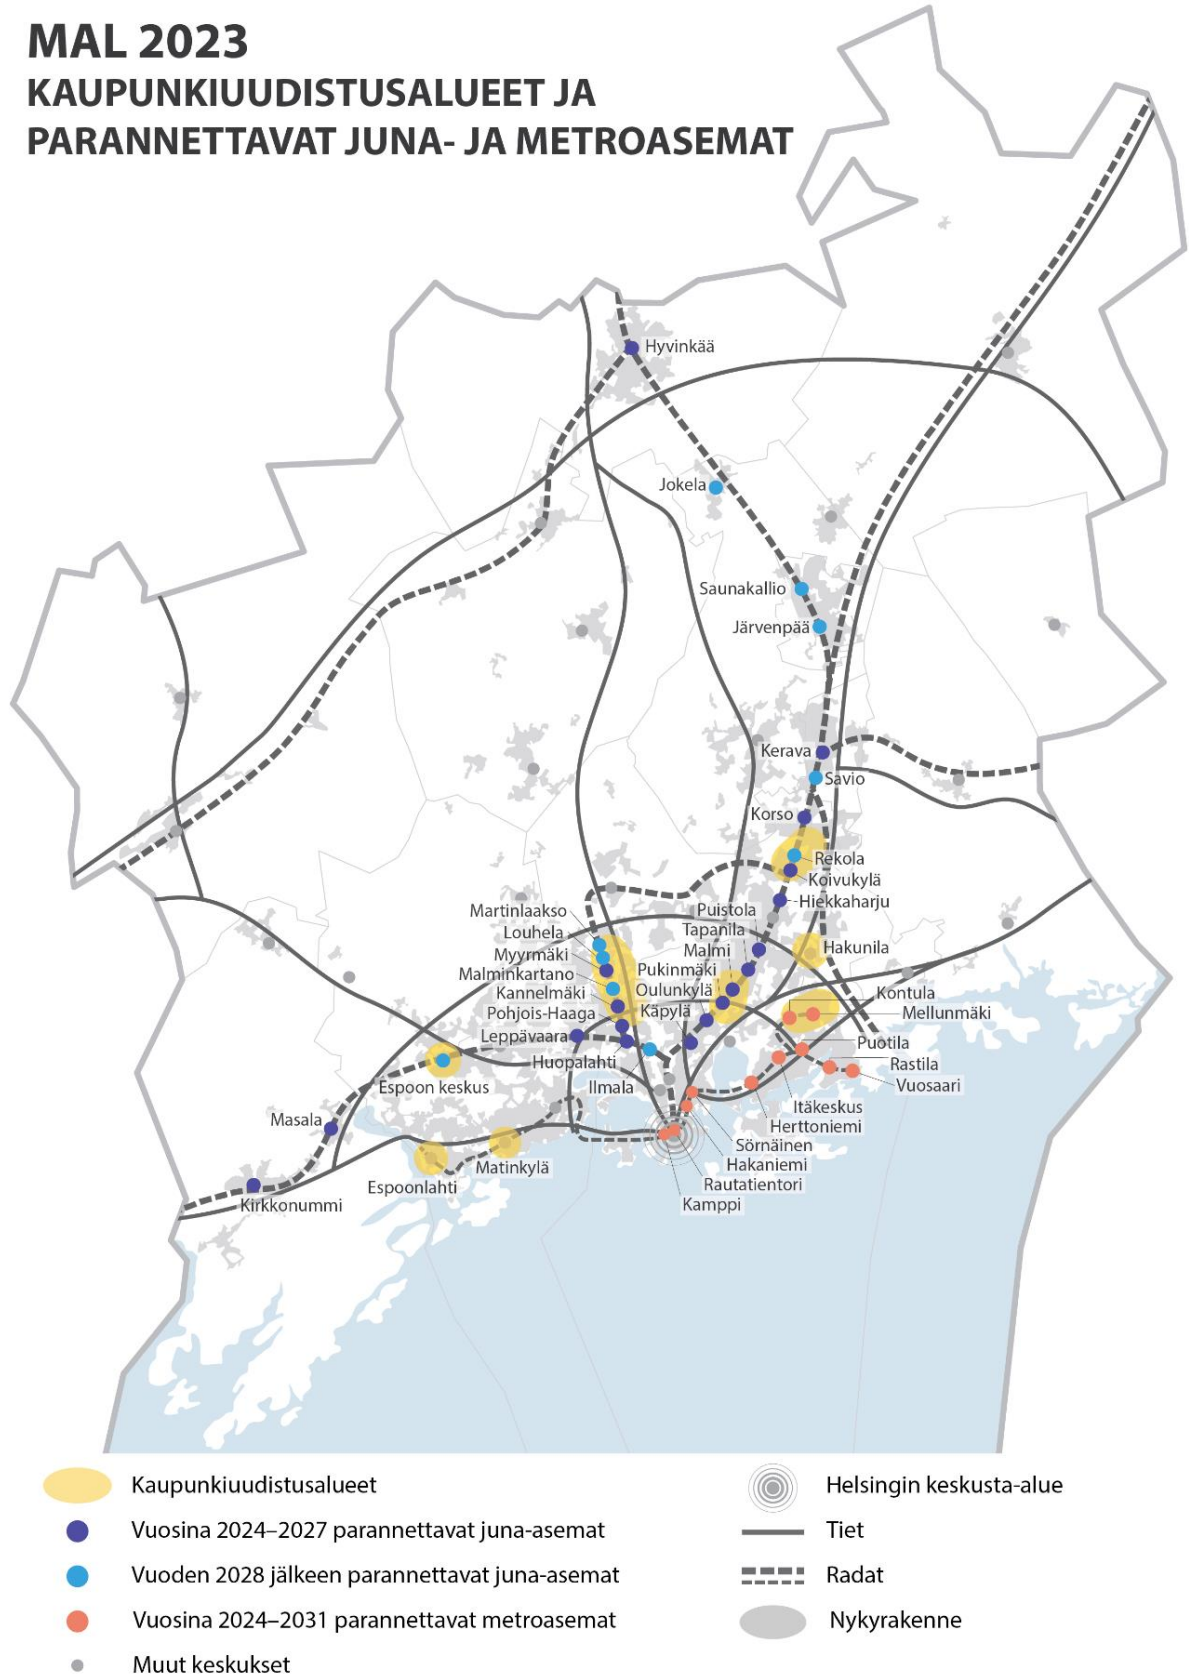 MAL 2023
KAUPUNKIUUDISTUSALUEET JA
PARANNETTAVAT JUNA- JA METROASEMAT
Hyvinkää
Jokela
Saunakallio
Järvenpää
Kerava
Savio
Korso
Rekola
Koivukylä
Hiekkaharju
Martinlaakso
Louhela
Myyrmäki
Malminkartano
Kannelmäki
Pohjois-Haaga
Leppävaara
Huopalahti
Ilmala
Puistola
Tapanila
Malmi
Pukinmäki
Oulunkylä
Käpylä
Hakunila
Kontula
Mellunmäki
Puotila
Rastila
Vuosaari
Itäkeskus
Herttoniemi
Sörnäinen
Hakaniemi
Rautatientori
Kamppi
Espoon keskus
Masala
Matinkylä
Espoonlahti
Kirkkonummi
Kaupunkiuudistusalueet
Vuosina 2024–2027 parannettavat juna-asemat
Vuoden 2028 jälkeen parannettavat juna-asemat
Vuosina 2024–2031 parannettavat metroasemat
Muut keskukset
Helsingin keskusta-alue
Tiet
Radat
Nykyrakenne